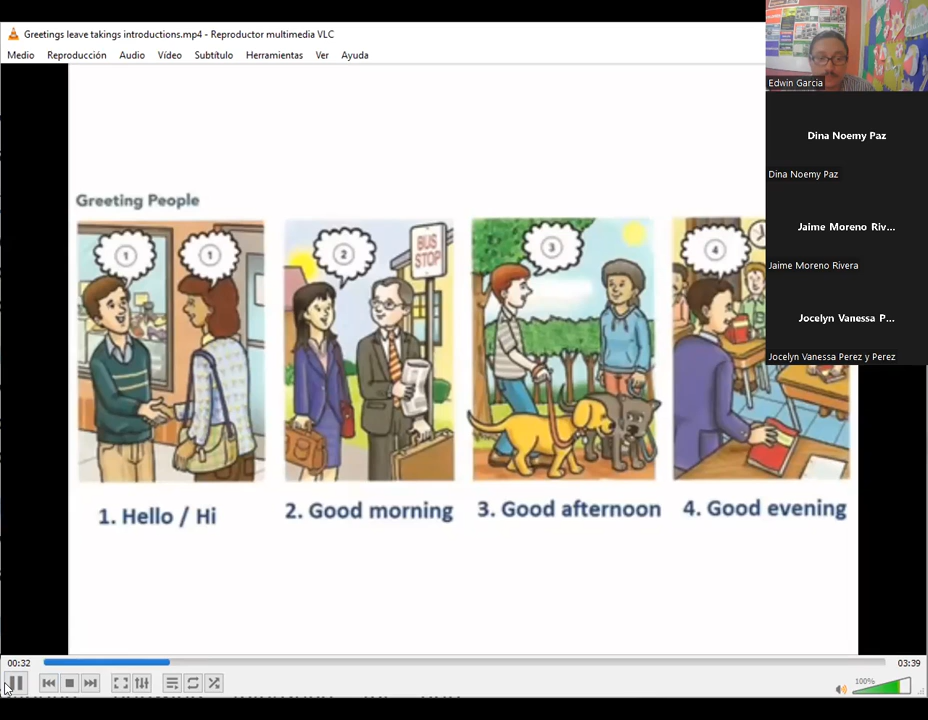 Greetings leave takings introductions.mp4 - Reproductor multimedia VLC
Medio Reproducción Audio Vídeo Subtítulo Herramientas Ver Ayuda
Edwin Garcia
Dina Noemy Paz
Dina Noemy Paz
Jaime Moreno Riv...
Jaime Moreno Rivera
Jocelyn Vanessa P...
Jocelyn Vanessa Perez y Perez
Greeting People
1
1
2
BUS STOP
3
4
1. Hello / Hi
2. Good morning
3. Good afternoon
4. Good evening
00:32
03:39
100%